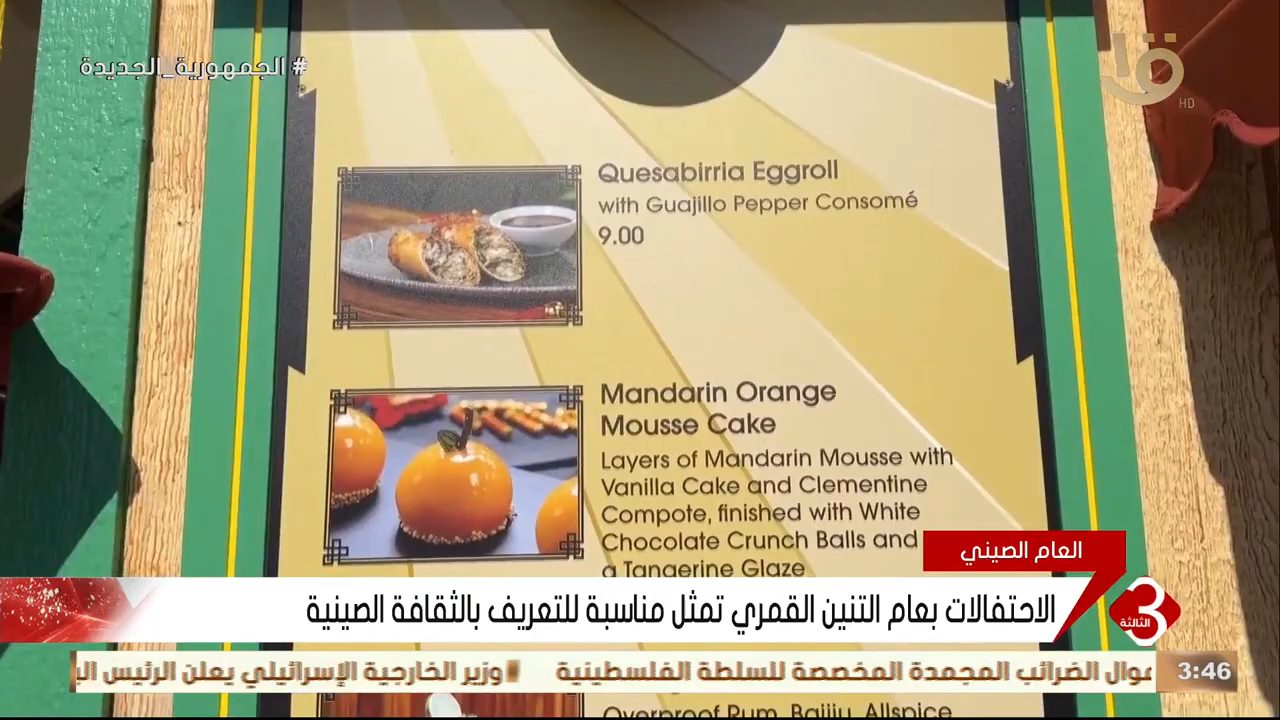 # الجمهورية_الجديدة
HD
Quesabirria Eggroll
with Guajillo Pepper Consomé
9.00
Mandarin Orange
Mousse Cake
Layers of Mandarin Mousse with
Vanilla Cake and Clementine
Compote, finished with White
Chocolate Crunch Balls and
a Tangerine Glaze
العام الصيني
الاحتفالات بعام التنين القمري تمثل مناسبة للتعريف بالثقافة الصينية
3
الثالثة
الضرائب المجمدة المخصصة للسلطة الفلسطينية
وزير الخارجية الإسرائيلي يعلن الرئيس
3:46
Overproof Rum, Baijiu, Allspice